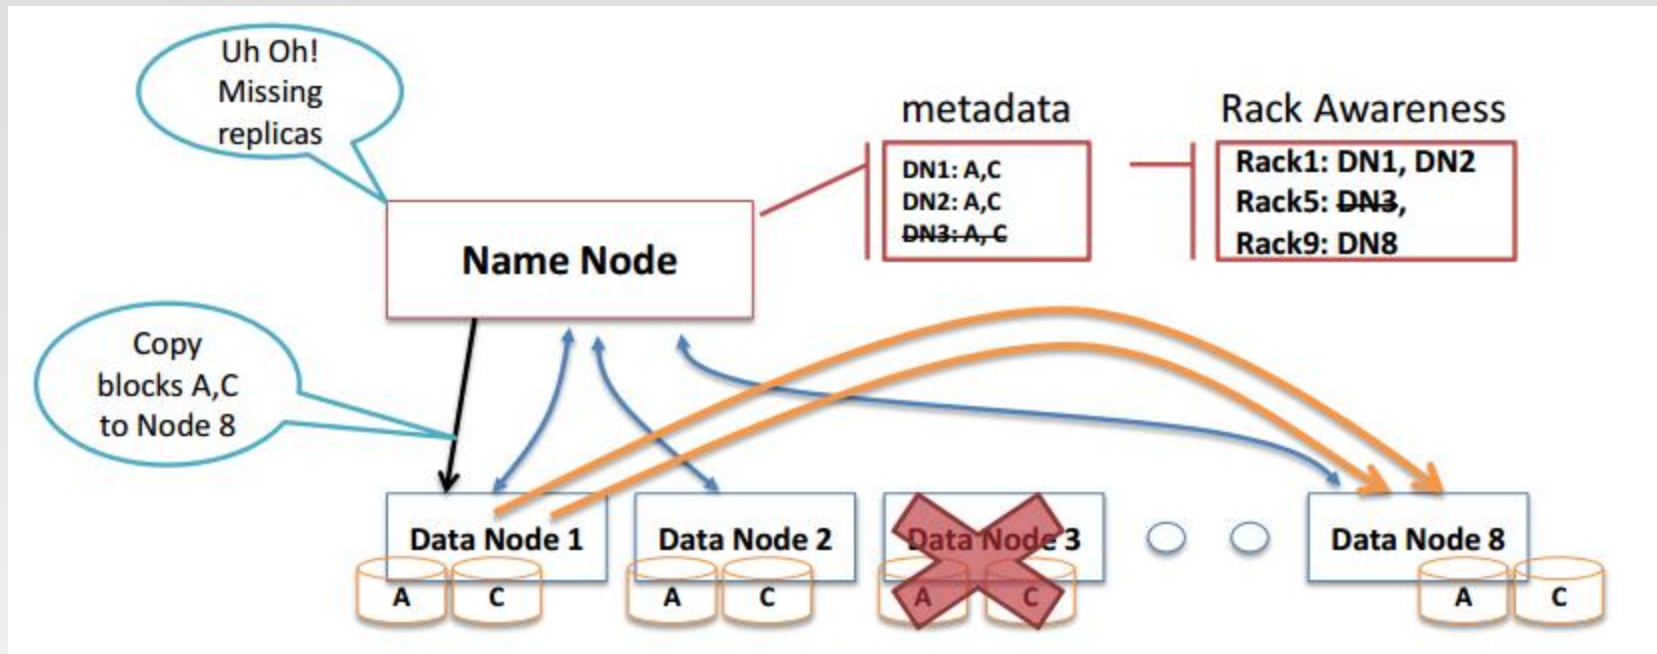 Uh Oh!
Missing
replicas
metadata
Rack Awareness
DN1: A,C
DN2: A,C
DN3: A, C
Rack1: DN1, DN2
Rack5: DN3,
Rack9: DN8
Name Node
Copy
blocks A,C
to Node 8
Data Node 1
Data Node 2
Data Node 3
Data Node 8
A
C
A
C
A
C
A
C